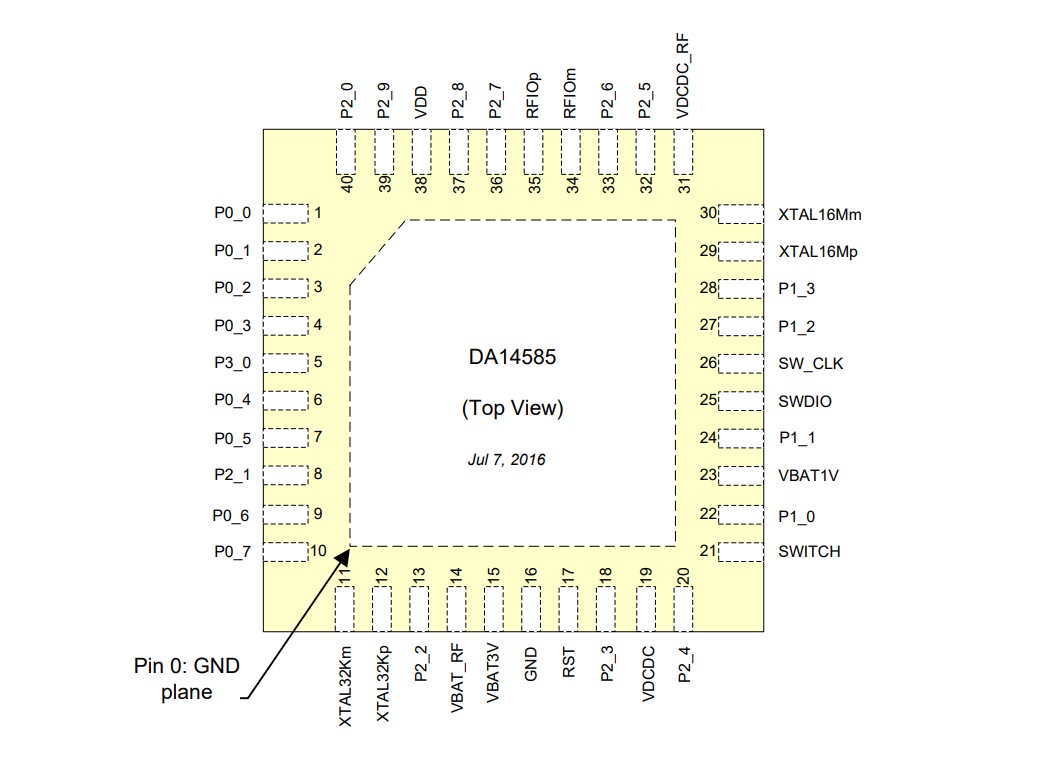 P2_0
P2_9
VDD
P2_8
P2_7
RFIOp
RFIOm
P2_6
P2_5
VDCDC_RF
40
39
38
37
36
35
34
33
32
31
P0_0 1
P0_1 2
P0_2 3
P0_3 4
P3_0 5
P0_4 6
P0_5 7
P2_1 8
P0_6 9
P0_7 10
DA14585
(Top View)
Jul 7, 2016
30 XTAL16Mm
29 XTAL16Mp
28 P1_3
27 P1_2
26 SW_CLK
25 SWDIO
24 P1_1
23 VBAT1V
22 P1_0
21 SWITCH
11
12
13
14
15
16
17
18
19
20
XTAL32Km
XTAL32Kp
P2_2
VBAT_RF
VBAT3V
GND
RST
P2_3
VDCDC
P2_4
Pin 0: GND
plane